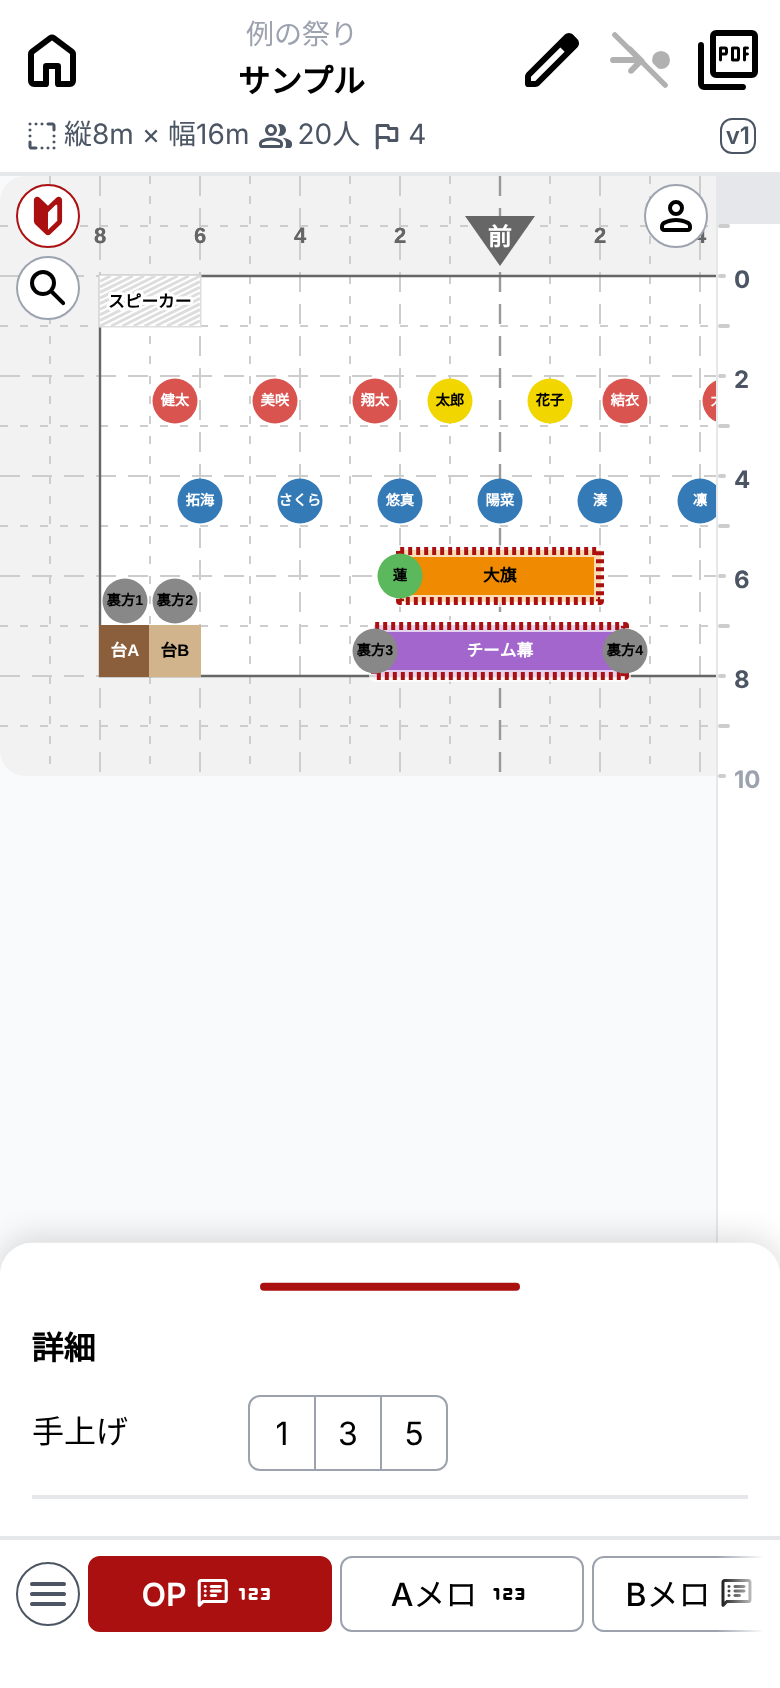 例の祭り
サンプル
PDF
縦8m × 幅16m 20人 4
v1
8 6 4 2 前 2 4
スピーカー
0
2
健太 美咲 翔太 太郎 花子 結衣
4
拓海 さくら 悠真 陽菜 湊 凛
蓮 大旗
6
裏方1 裏方2
台A 台B 裏方3 チーム幕 裏方4
8
10
詳細
手上げ 1 3 5
OP 123 Aメロ 123 Bメロ